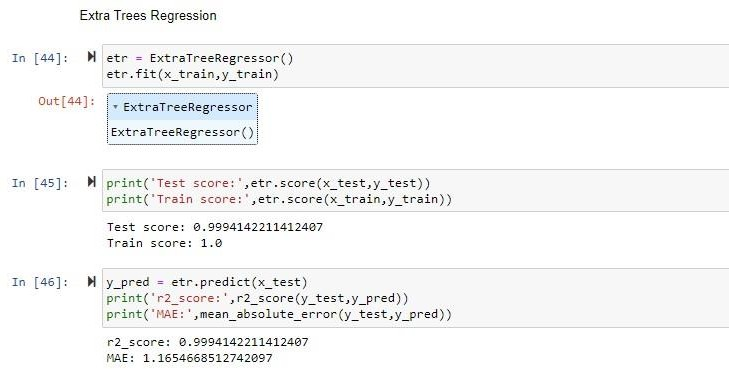 Extra Trees Regression
In [44]: etr = ExtraTreeRegressor()
etr.fit(x_train,y_train)
Out[44]: ▾ ExtraTreeRegressor
ExtraTreeRegressor()
In [45]: print('Test score:',etr.score(x_test,y_test))
print('Train score:',etr.score(x_train,y_train))
Test score: 0.9994142211412407
Train score: 1.0
In [46]: y_pred = etr.predict(x_test)
print('r2_score:',r2_score(y_test,y_pred))
print('MAE:',mean_absolute_error(y_test,y_pred))
r2_score: 0.9994142211412407
MAE: 1.1654668512742097